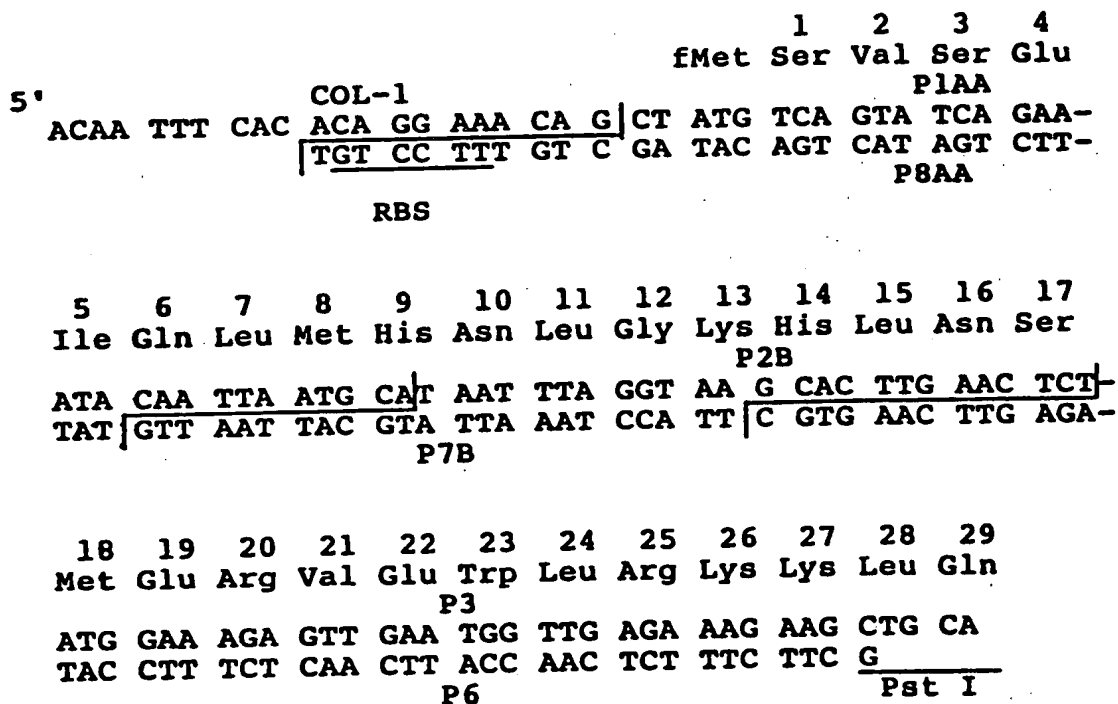 1 2 3 4
fMet Ser Val Ser Glu
5' COL-1 P1AA
ACAA TTT CAC ACA GG AAA CA G CT ATG TCA GTA TCA GAA-
TGT CC TTT GT C GA TAC AGT CAT AGT CTT-
P8AA
RBS
5 6 7 8 9 10 11 12 13 14 15 16 17
Ile Gln Leu Met His Asn Leu Gly Lys His Leu Asn Ser
P2B
ATA CAA TTA ATG CAT AAT TTA GGT AA G CAC TTG AAC TCT-
TAT GTT AAT TAC GTA TTA AAT CCA TT C GTG AAC TTG AGA-
P7B
18 19 20 21 22 23 24 25 26 27 28 29
Met Glu Arg Val Glu Trp Leu Arg Lys Lys Leu Gln
P3
ATG GAA AGA GTT GAA TGG TTG AGA AAG AAG CTG CA
TAC CTT TCT CAA CTT ACC AAC TCT TTC TTC G
P6 Pst I